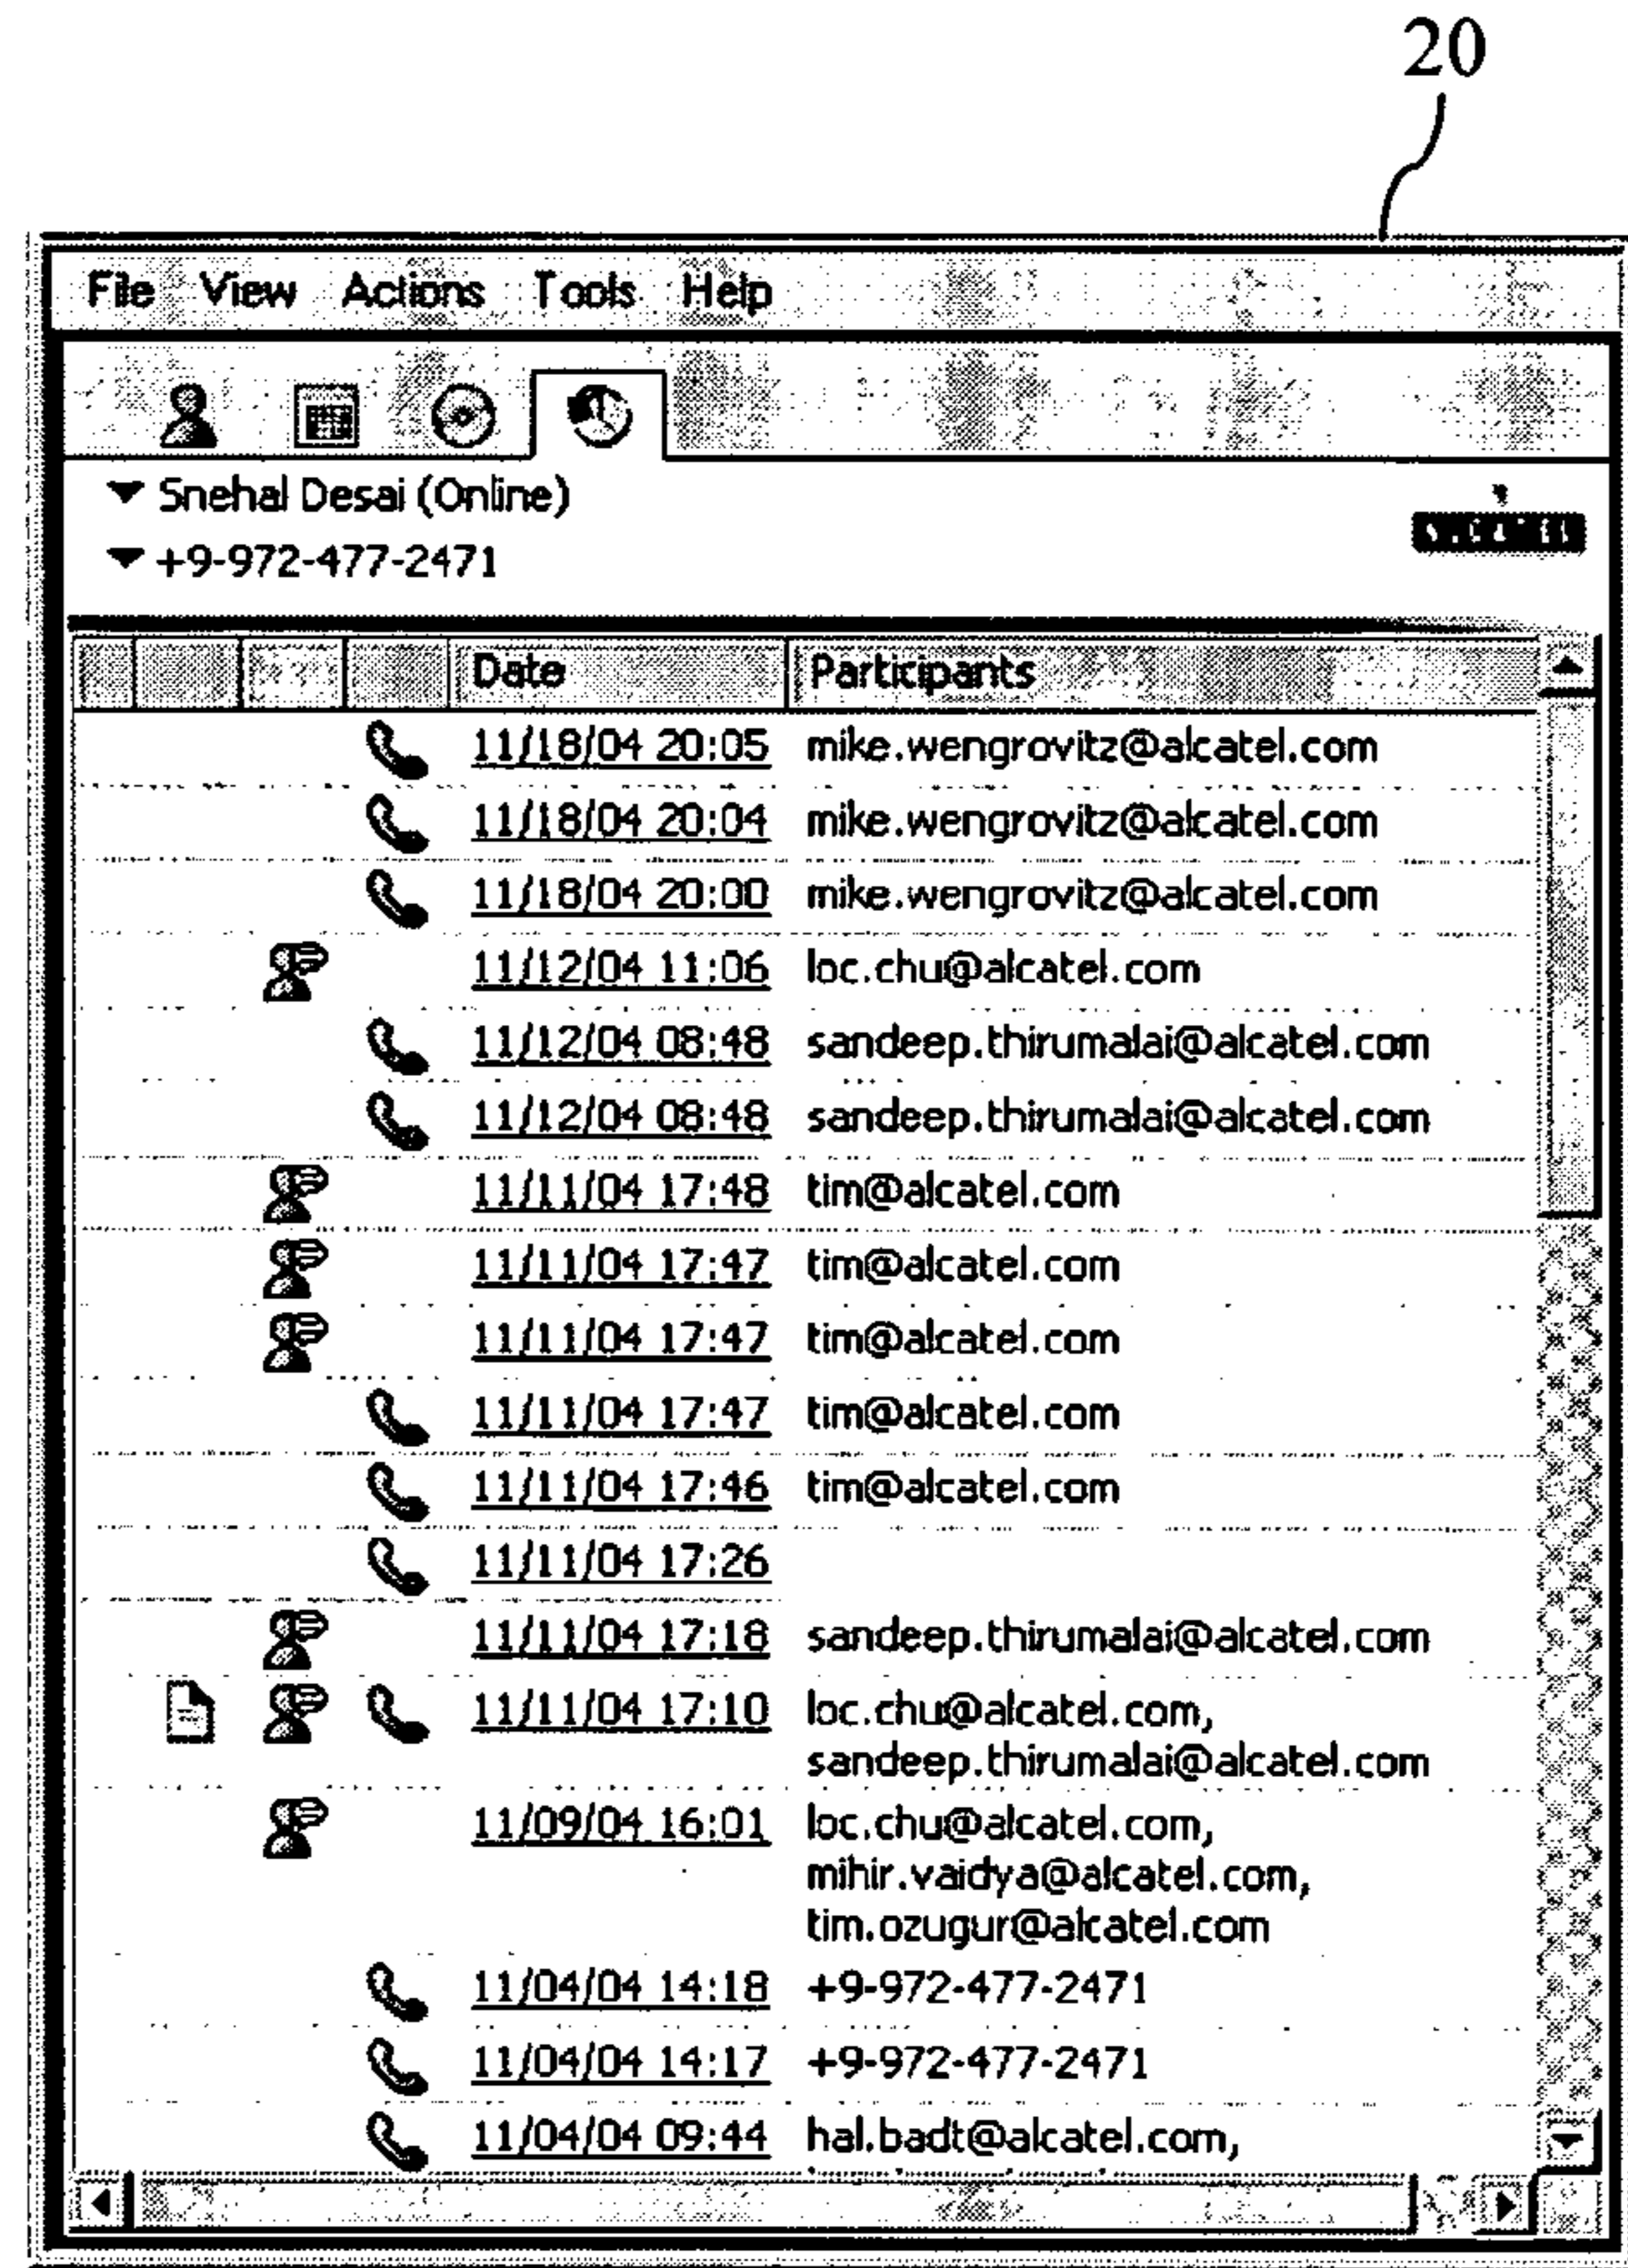 20
File View Actions Tools Help
Snehal Desai (Online)
+9-972-477-2471
Date Participants
11/18/04 20:05 mike.wengrovitz@alcatel.com
11/18/04 20:04 mike.wengrovitz@alcatel.com
11/18/04 20:00 mike.wengrovitz@alcatel.com
11/12/04 11:06 loc.chu@alcatel.com
11/12/04 08:48 sandeep.thirumalai@alcatel.com
11/12/04 08:48 sandeep.thirumalai@alcatel.com
11/11/04 17:48 tim@alcatel.com
11/11/04 17:47 tim@alcatel.com
11/11/04 17:47 tim@alcatel.com
11/11/04 17:47 tim@alcatel.com
11/11/04 17:46 tim@alcatel.com
11/11/04 17:26
11/11/04 17:18 sandeep.thirumalai@alcatel.com
11/11/04 17:10 loc.chu@alcatel.com,
sandeep.thirumalai@alcatel.com
11/09/04 16:01 loc.chu@alcatel.com,
mihir.vaidya@alcatel.com,
tim.ozugur@alcatel.com
11/04/04 14:18 +9-972-477-2471
11/04/04 14:17 +9-972-477-2471
11/04/04 09:44 hal.badt@alcatel.com,